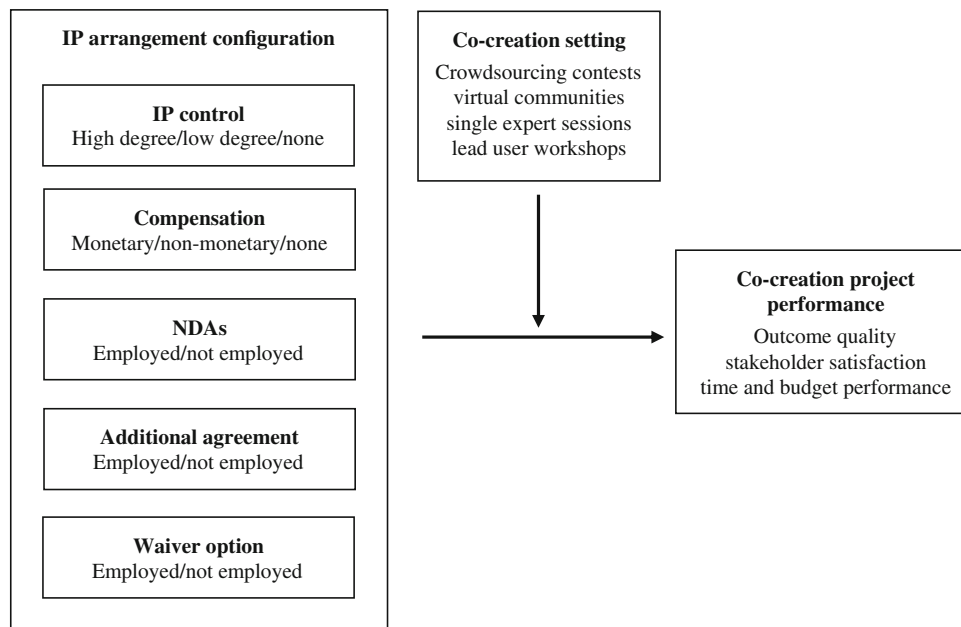 IP arrangement configuration
IP control
High degree/low degree/none
Compensation
Monetary/non-monetary/none
NDAs
Employed/not employed
Additional agreement
Employed/not employed
Waiver option
Employed/not employed
Co-creation setting
Crowdsourcing contests
virtual communities
single expert sessions
lead user workshops
Co-creation project
performance
Outcome quality
stakeholder satisfaction
time and budget performance